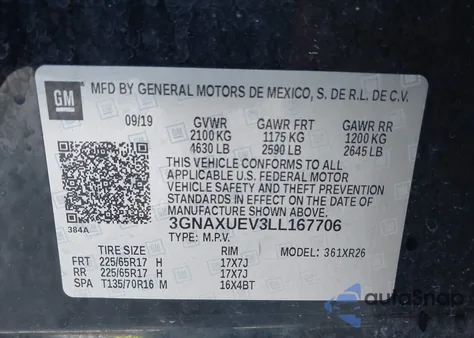 GM
MFD BY GENERAL MOTORS DE MEXICO, S. DE R.L. DE C.V.
09/19 GVWR GAWR FRT GAWR RR
2100 KG 1175 KG 1200 KG
4630 LB 2590 LB 2645 LB
THIS VEHICLE CONFORMS TO ALL
APPLICABLE U.S. FEDERAL MOTOR
VEHICLE SAFETY AND THEFT PREVENTION
STANDARDS IN EFFECT ON THE DATE OF
MANUFACTURE SHOWN ABOVE.
384A
3GNAXUEV3LL167706
TYPE: M.P.V. MODEL: 361XR26
TIRE SIZE RIM
FRT 225/65R17 H 17X7J
RR 225/65R17 H 17X7J
SPA T135/70R16 M 16X4BT
autoSnap